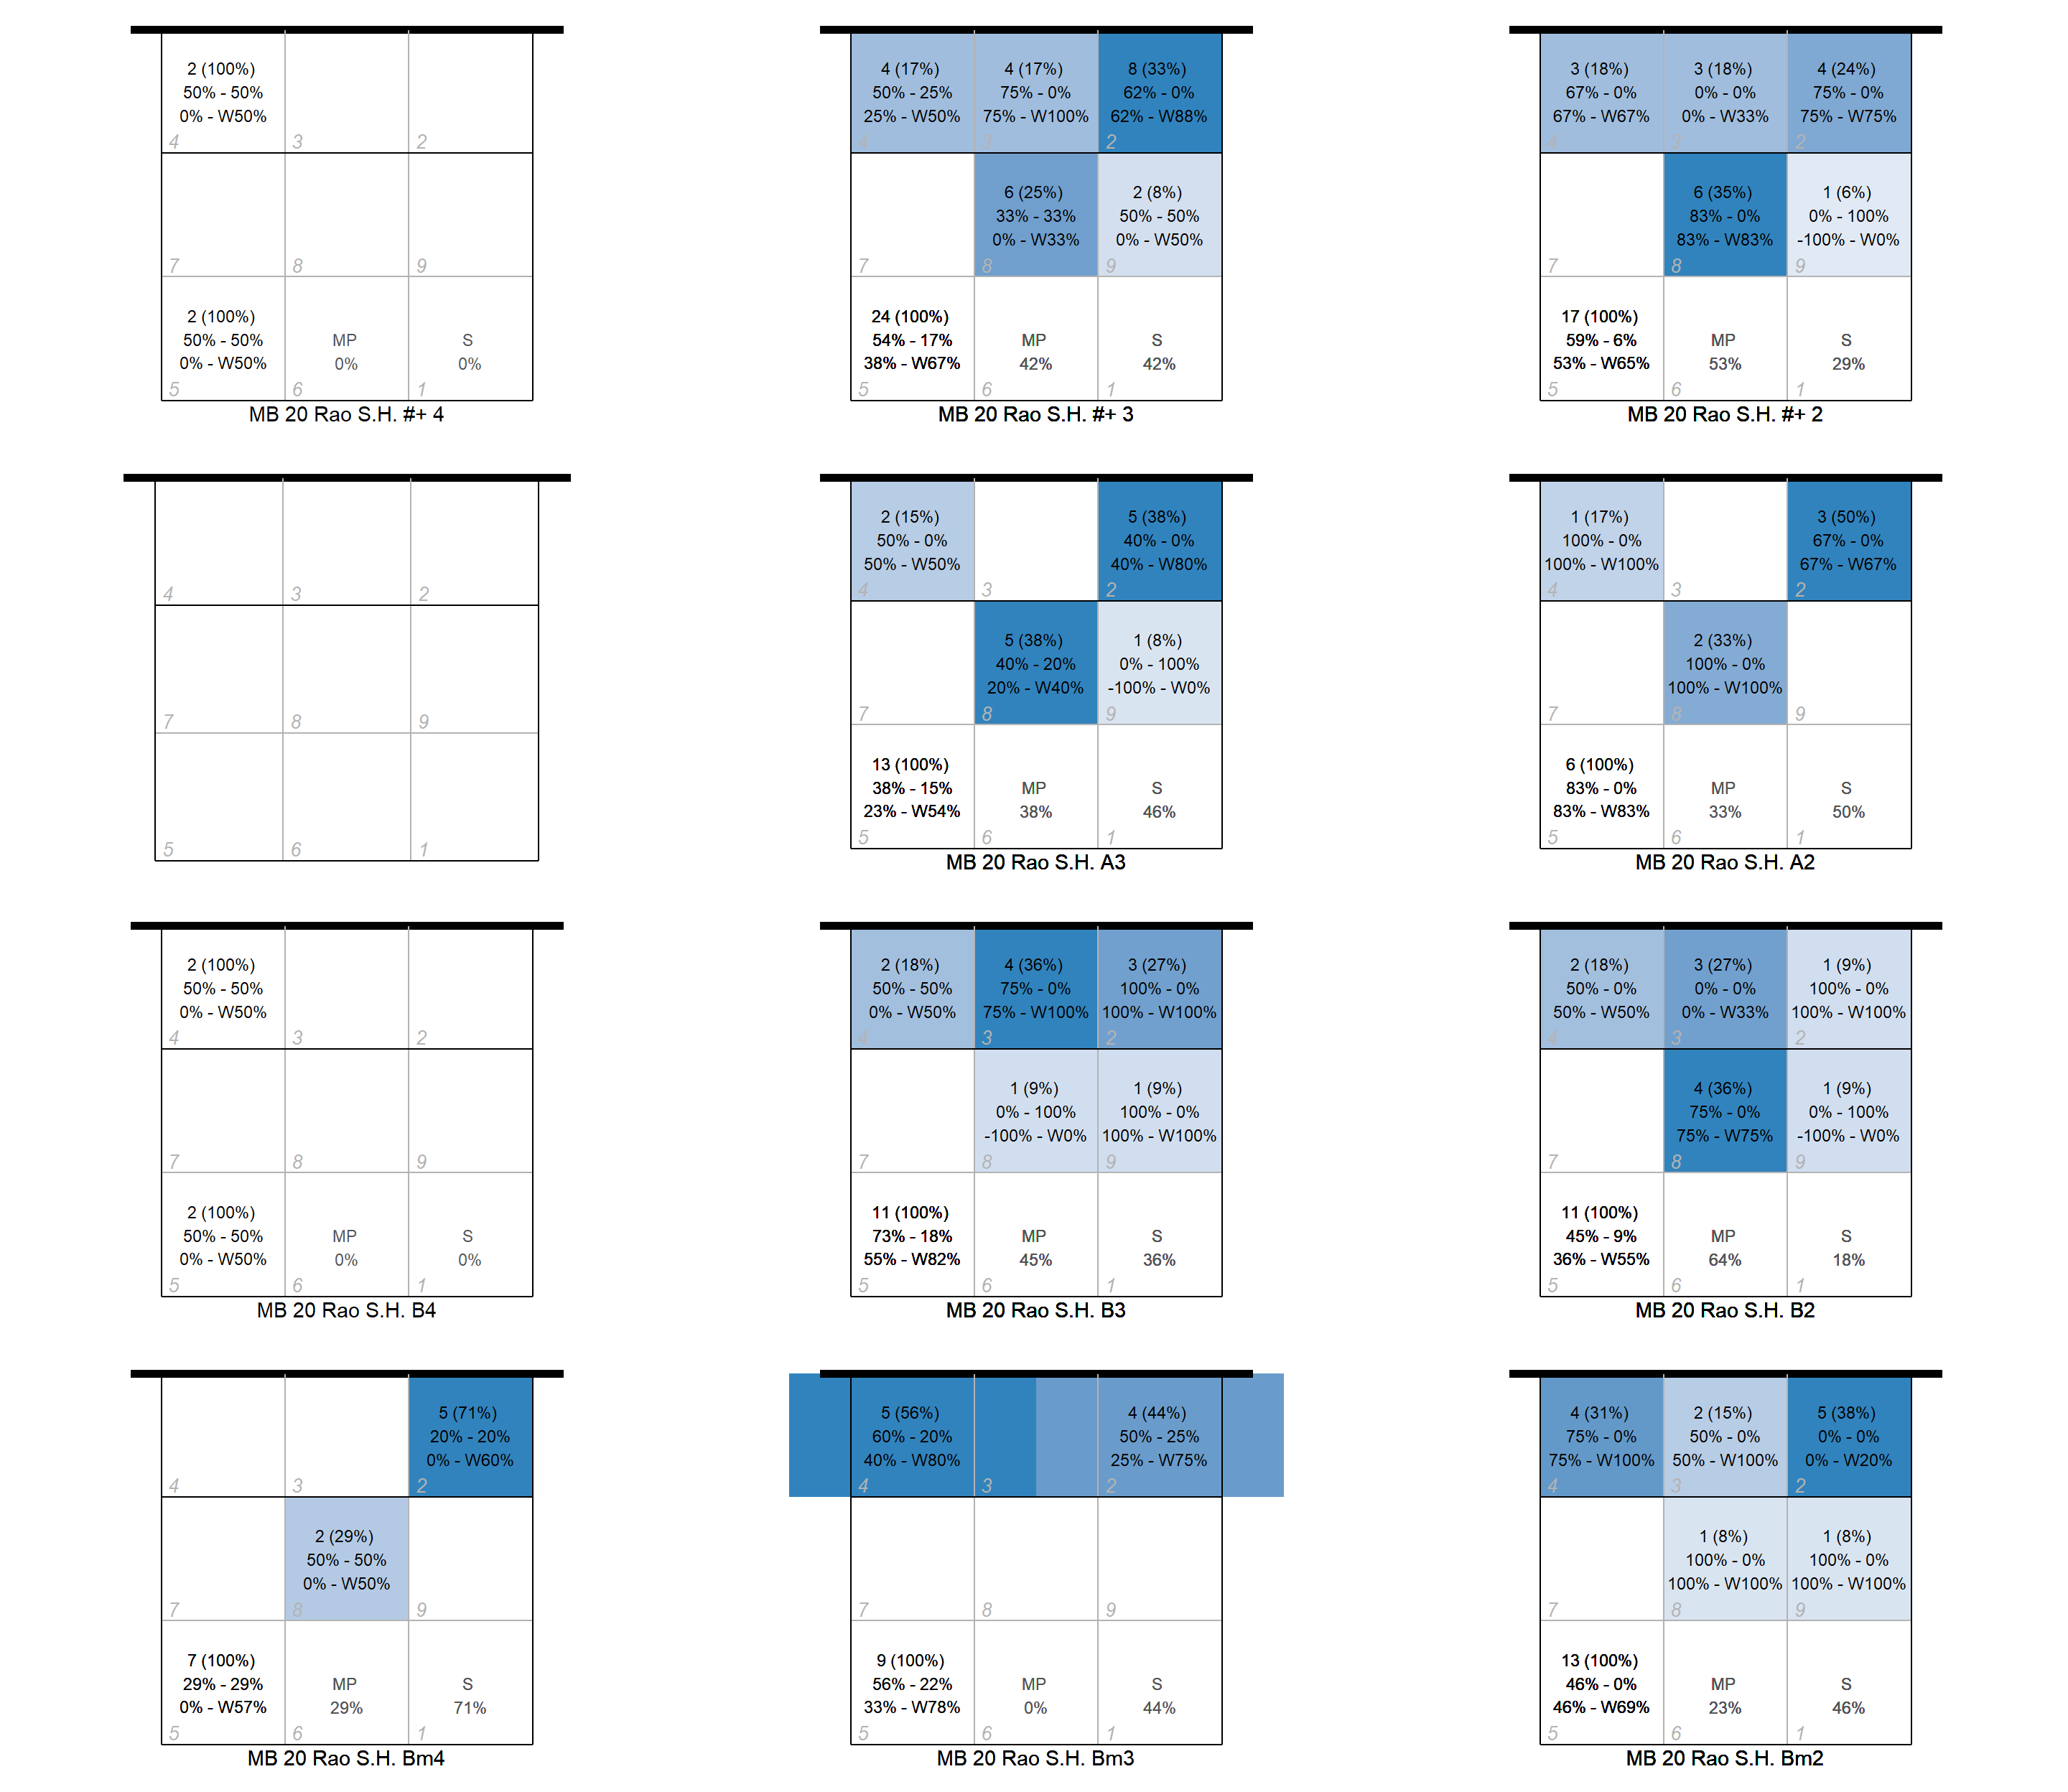 2 (100%)
50% - 50%
0% - W50%
4
3
2
7
8
9
2 (100%)
50% - 50%
0% - W50%
MP
0%
S
0%
5
6
1
MB 20 Rao S.H. #+ 4
4 (17%)
50% - 25%
25% - W50%
4
4 (17%)
75% - 0%
75% - W100%
3
8 (33%)
62% - 0%
62% - W88%
2
7
6 (25%)
33% - 33%
0% - W33%
8
2 (8%)
50% - 50%
0% - W50%
9
24 (100%)
54% - 17%
38% - W67%
MP
42%
S
42%
5
6
1
MB 20 Rao S.H. #+ 3
3 (18%)
67% - 0%
67% - W67%
4
3 (18%)
0% - 0%
0% - W33%
3
4 (24%)
75% - 0%
75% - W75%
2
7
6 (35%)
83% - 0%
83% - W83%
8
1 (6%)
0% - 100%
-100% - W0%
9
17 (100%)
59% - 6%
53% - W65%
MP
53%
S
29%
5
6
1
MB 20 Rao S.H. #+ 2
4
3
2
7
8
9
5
6
1
2 (15%)
50% - 0%
50% - W50%
4
3
5 (38%)
40% - 0%
40% - W80%
2
7
5 (38%)
40% - 20%
20% - W40%
8
1 (8%)
0% - 100%
-100% - W0%
9
13 (100%)
38% - 15%
23% - W54%
MP
38%
S
46%
5
6
1
MB 20 Rao S.H. A3
1 (17%)
100% - 0%
100% - W100%
4
3
3 (50%)
67% - 0%
67% - W67%
2
7
2 (33%)
100% - 0%
100% - W100%
8
9
6 (100%)
83% - 0%
83% - W83%
MP
33%
S
50%
5
6
1
MB 20 Rao S.H. A2
2 (100%)
50% - 50%
0% - W50%
4
3
2
7
8
9
2 (100%)
50% - 50%
0% - W50%
MP
0%
S
0%
5
6
1
MB 20 Rao S.H. B4
2 (18%)
50% - 50%
0% - W50%
4
4 (36%)
75% - 0%
75% - W100%
3
3 (27%)
100% - 0%
100% - W100%
2
7
1 (9%)
0% - 100%
-100% - W0%
8
1 (9%)
100% - 0%
100% - W100%
9
11 (100%)
73% - 18%
55% - W82%
MP
45%
S
36%
5
6
1
MB 20 Rao S.H. B3
2 (18%)
50% - 0%
50% - W50%
4
3 (27%)
0% - 0%
0% - W33%
3
1 (9%)
100% - 0%
100% - W100%
2
7
4 (36%)
75% - 0%
75% - W75%
8
1 (9%)
0% - 100%
-100% - W0%
9
11 (100%)
45% - 9%
36% - W55%
MP
64%
S
18%
5
6
1
MB 20 Rao S.H. B2
4
3
5 (71%)
20% - 20%
0% - W60%
2
7
2 (29%)
50% - 50%
0% - W50%
8
9
7 (100%)
29% - 29%
0% - W57%
MP
29%
S
71%
5
6
1
MB 20 Rao S.H. Bm4
5 (56%)
60% - 20%
40% - W80%
4
3
4 (44%)
50% - 25%
25% - W75%
2
7
8
9
9 (100%)
56% - 22%
33% - W78%
MP
0%
S
44%
5
6
1
MB 20 Rao S.H. Bm3
4 (31%)
75% - 0%
75% - W100%
4
2 (15%)
50% - 0%
50% - W100%
3
5 (38%)
0% - 0%
0% - W20%
2
7
1 (8%)
100% - 0%
100% - W100%
8
1 (8%)
100% - 0%
100% - W100%
9
13 (100%)
46% - 0%
46% - W69%
MP
23%
S
46%
5
6
1
MB 20 Rao S.H. Bm2